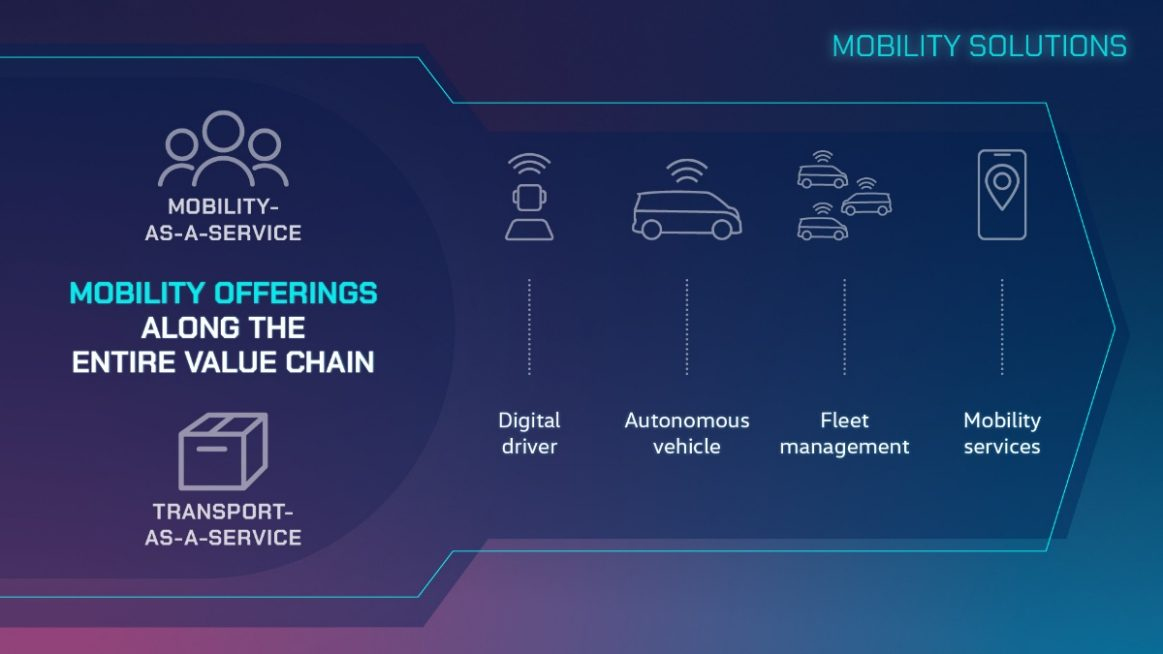 MOBILITY SOLUTIONS
MOBILITY-
AS-A-SERVICE
MOBILITY OFFERINGS
ALONG THE
ENTIRE VALUE CHAIN
TRANSPORT-
AS-A-SERVICE
Digital
driver
Autonomous
vehicle
Fleet
management
Mobility
services